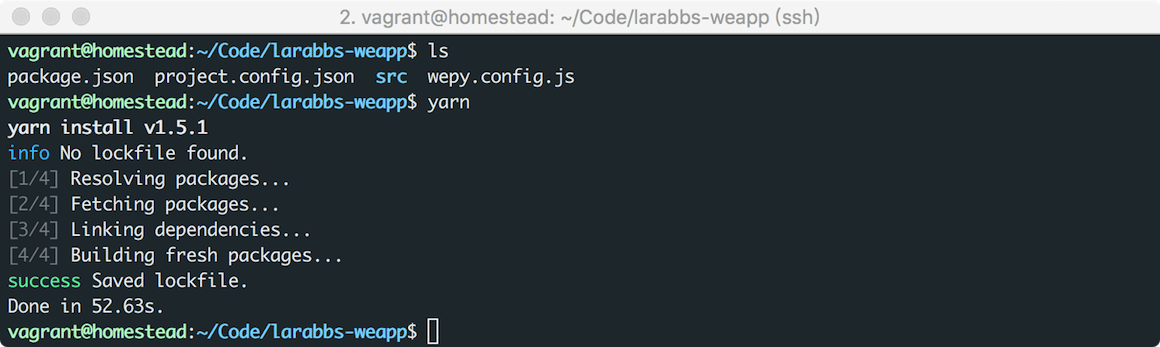 2. vagrant@homestead: ~/Code/larabbs-weapp (ssh)
vagrant@homestead:~/Code/larabbs-weapp$ ls
package.json  project.config.json  src  wepy.config.js
vagrant@homestead:~/Code/larabbs-weapp$ yarn
yarn install v1.5.1
info No lockfile found.
[1/4] Resolving packages...
[2/4] Fetching packages...
[3/4] Linking dependencies...
[4/4] Building fresh packages...
success Saved lockfile.
Done in 52.63s.
vagrant@homestead:~/Code/larabbs-weapp$